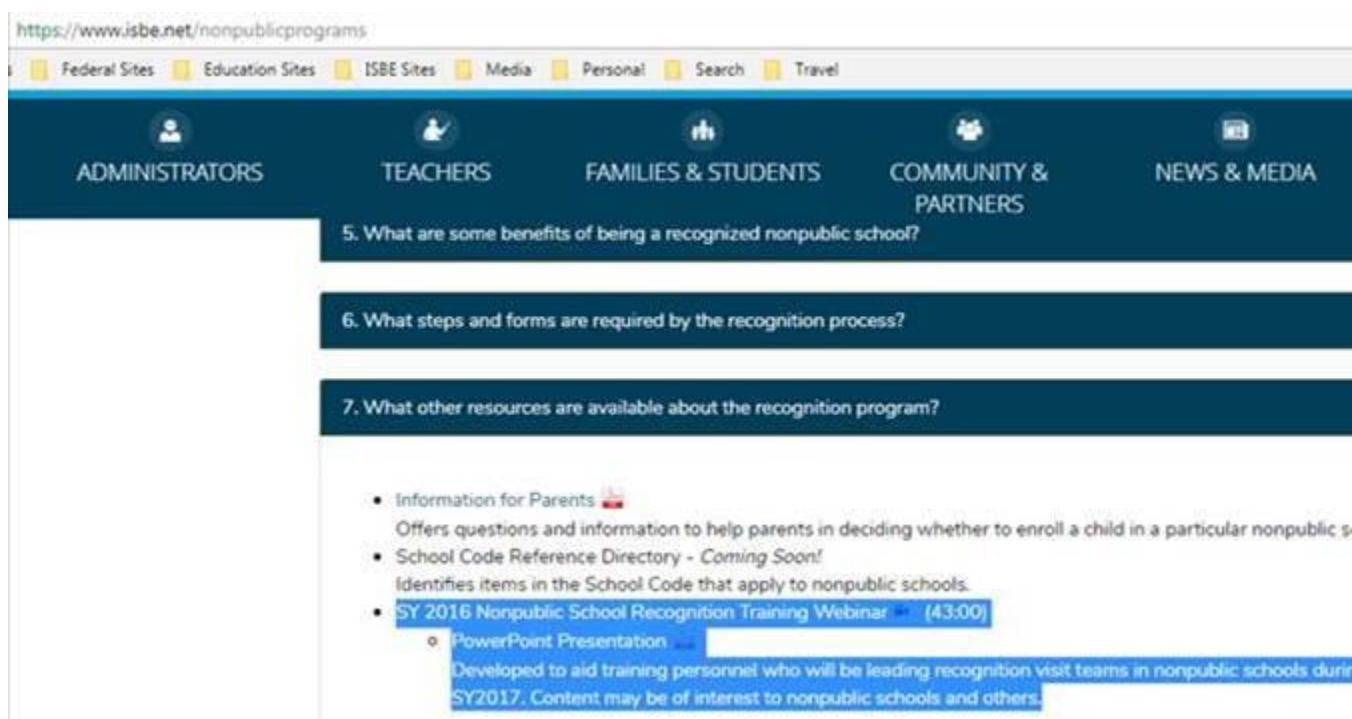 https://www.isbe.net/nonpublicprograms
Federal Sites Education Sites ISBE Sites Media Personal Search Travel
ADMINISTRATORS TEACHERS FAMILIES & STUDENTS COMMUNITY & NEWS & MEDIA
PARTNERS
5. What are some benefits of being a recognized nonpublic school?
6. What steps and forms are required by the recognition process?
7. What other resources are available about the recognition program?
• Information for Parents
Offers questions and information to help parents in deciding whether to enroll a child in a particular nonpublic
• School Code Reference Directory - Coming Soon!
Identifies items in the School Code that apply to nonpublic schools.
• SY 2016 Nonpublic School Recognition Training Webinar (43:00)
PowerPoint Presentation
Developed to aid training personnel who will be leading recognition visit teams in nonpublic schools
SY2017. Content may be of interest to nonpublic schools and others.